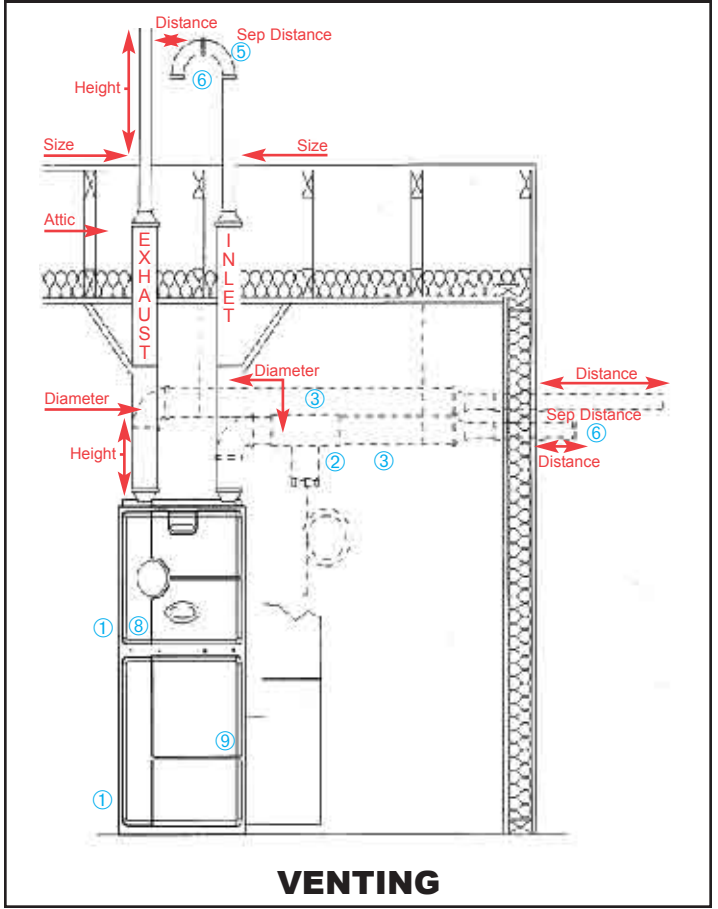 Distance
Sep Distance
⑤
⑥
Height
Size
Size
Attic
EXHAUST
INLET
Diameter
Distance
③
Diameter
Sep Distance
⑥
Height
Distance
②
③
①
⑧
⑨
①
VENTING